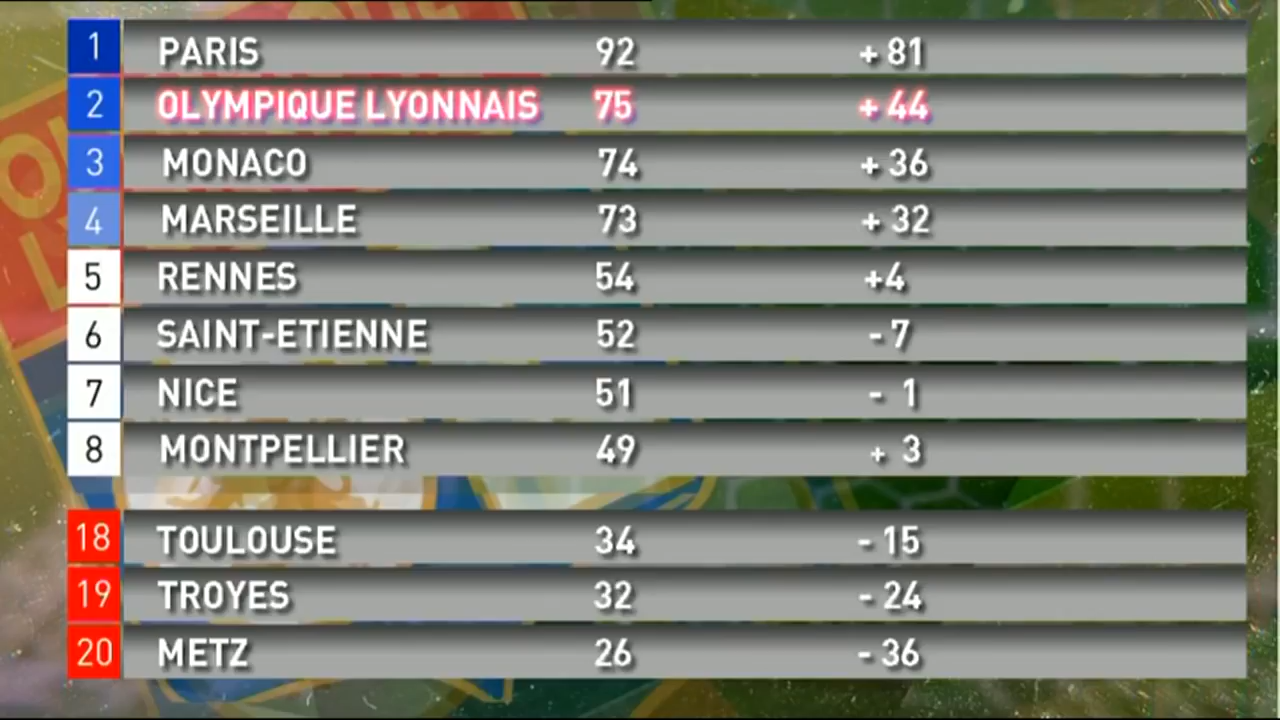 1 PARIS 92 + 81
2 OLYMPIQUE LYONNAIS 75 + 44
3 MONACO 74 + 36
4 MARSEILLE 73 + 32
5 RENNES 54 +4
6 SAINT-ETIENNE 52 - 7
7 NICE 51 - 1
8 MONTPELLIER 49 + 3
18 TOULOUSE 34 - 15
19 TROYES 32 - 24
20 METZ 26 - 36